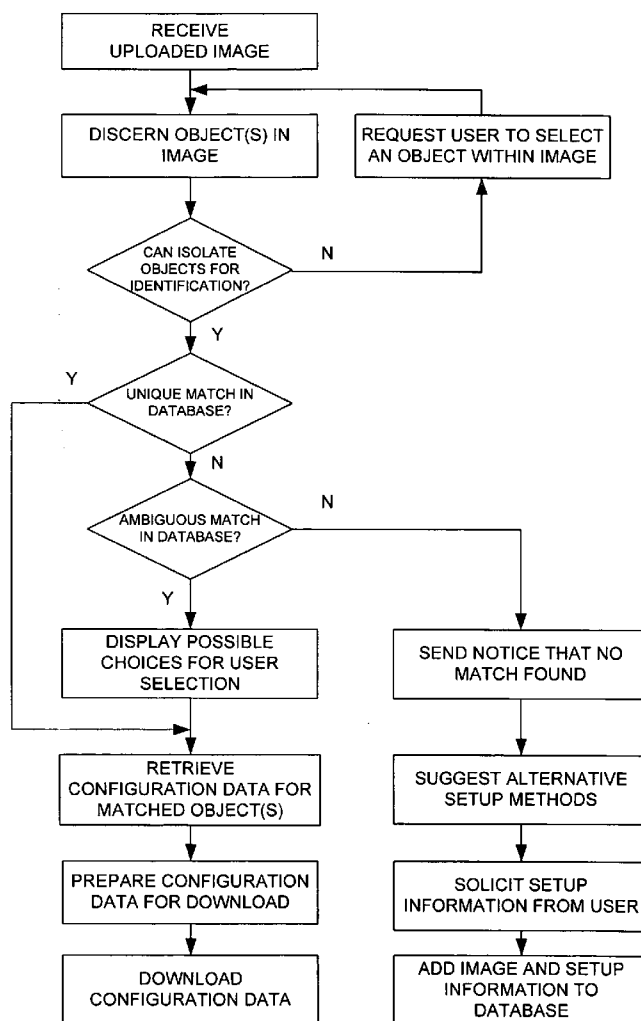 RECEIVE
UPLOADED IMAGE
DISCERN OBJECT(S) IN
IMAGE
REQUEST USER TO SELECT
AN OBJECT WITHIN IMAGE
CAN ISOLATE
OBJECTS FOR
IDENTIFICATION?
N
Y
Y
UNIQUE MATCH IN
DATABASE?
N
AMBIGUOUS MATCH
IN DATABASE?
N
Y
DISPLAY POSSIBLE
CHOICES FOR USER
SELECTION
SEND NOTICE THAT NO
MATCH FOUND
RETRIEVE
CONFIGURATION DATA FOR
MATCHED OBJECT(S)
SUGGEST ALTERNATIVE
SETUP METHODS
PREPARE CONFIGURATION
DATA FOR DOWNLOAD
SOLICIT SETUP
INFORMATION FROM USER
DOWNLOAD
CONFIGURATION DATA
ADD IMAGE AND SETUP
INFORMATION TO
DATABASE